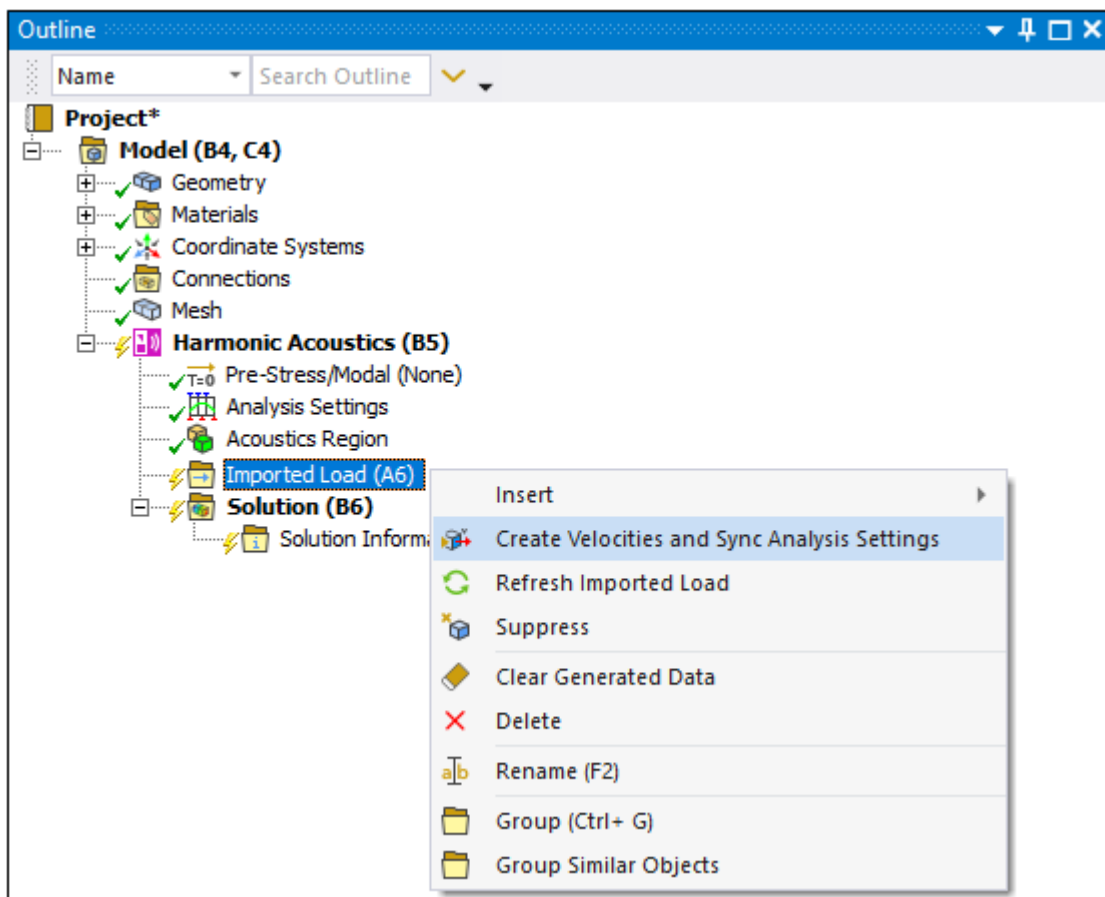 Outline
Name
Search Outline
Project*
Model (B4, C4)
Geometry
Materials
Coordinate Systems
Connections
Mesh
Harmonic Acoustics (B5)
T=0 Pre-Stress/Modal (None)
Analysis Settings
Acoustics Region
Imported Load (A6)
Solution (B6)
Solution Informa
Insert
Create Velocities and Sync Analysis Settings
Refresh Imported Load
Suppress
Clear Generated Data
Delete
Rename (F2)
Group (Ctrl+ G)
Group Similar Objects